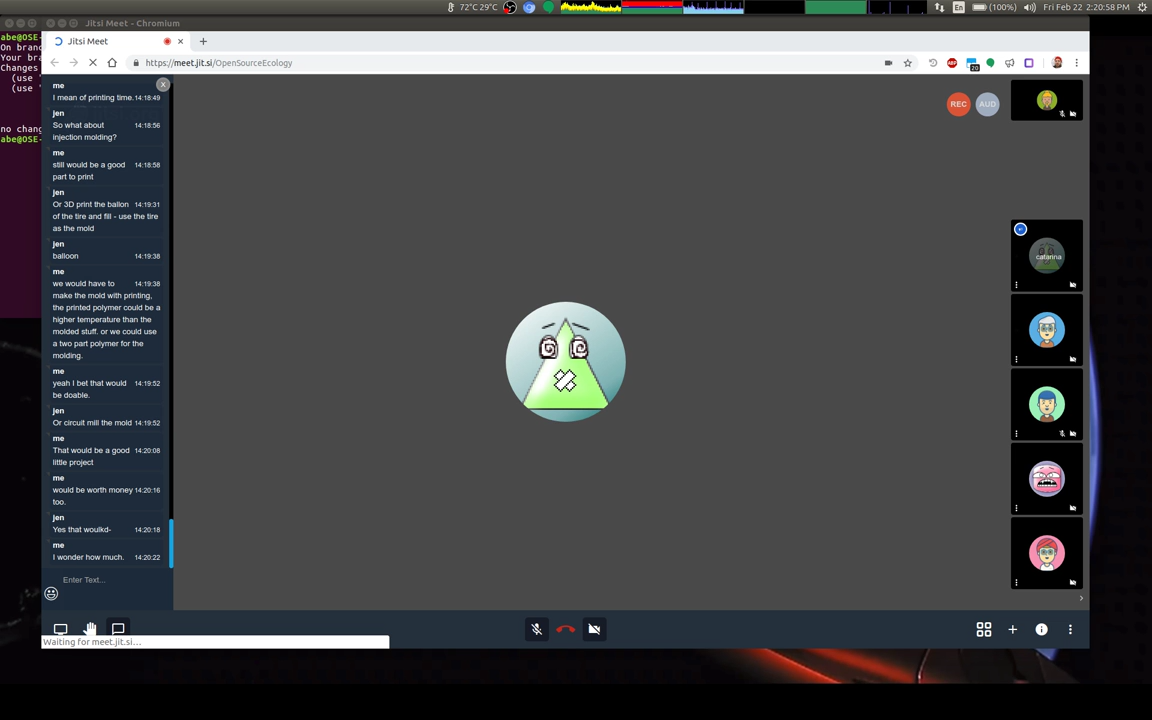 72°C 29°C
En
(100%)
Fri Feb 22 2:20:58 PM
Jitsi Meet - Chromium
abe@OSE-
On branc
Your bra
Changes
(use '
(use '
no chang
abe@OSE-
Jitsi Meet
https://meet.jit.si/OpenSourceEcology
ABP
20
me
I mean of printing time. 14:18:49
jen
So what about 14:18:56
injection molding?
me
still would be a good 14:18:58
part to print
jen
Or 3D print the ballon 14:19:31
of the tire and fill - use the tire
as the mold
jen
balloon 14:19:38
me
we would have to 14:19:38
make the mold with printing,
the printed polymer could be a
higher temperature than the
molded stuff. or we could use
a two part polymer for the
molding.
me
yeah I bet that would 14:19:52
be doable.
jen
Or circuit mill the mold 14:19:52
me
That would be a good 14:20:08
little project
me
would be worth money 14:20:16
too.
jen
Yes that woulkd- 14:20:18
me
I wonder how much. 14:20:22
Enter Text...
REC
AUD
catarina
Waiting for meet.jit.si...